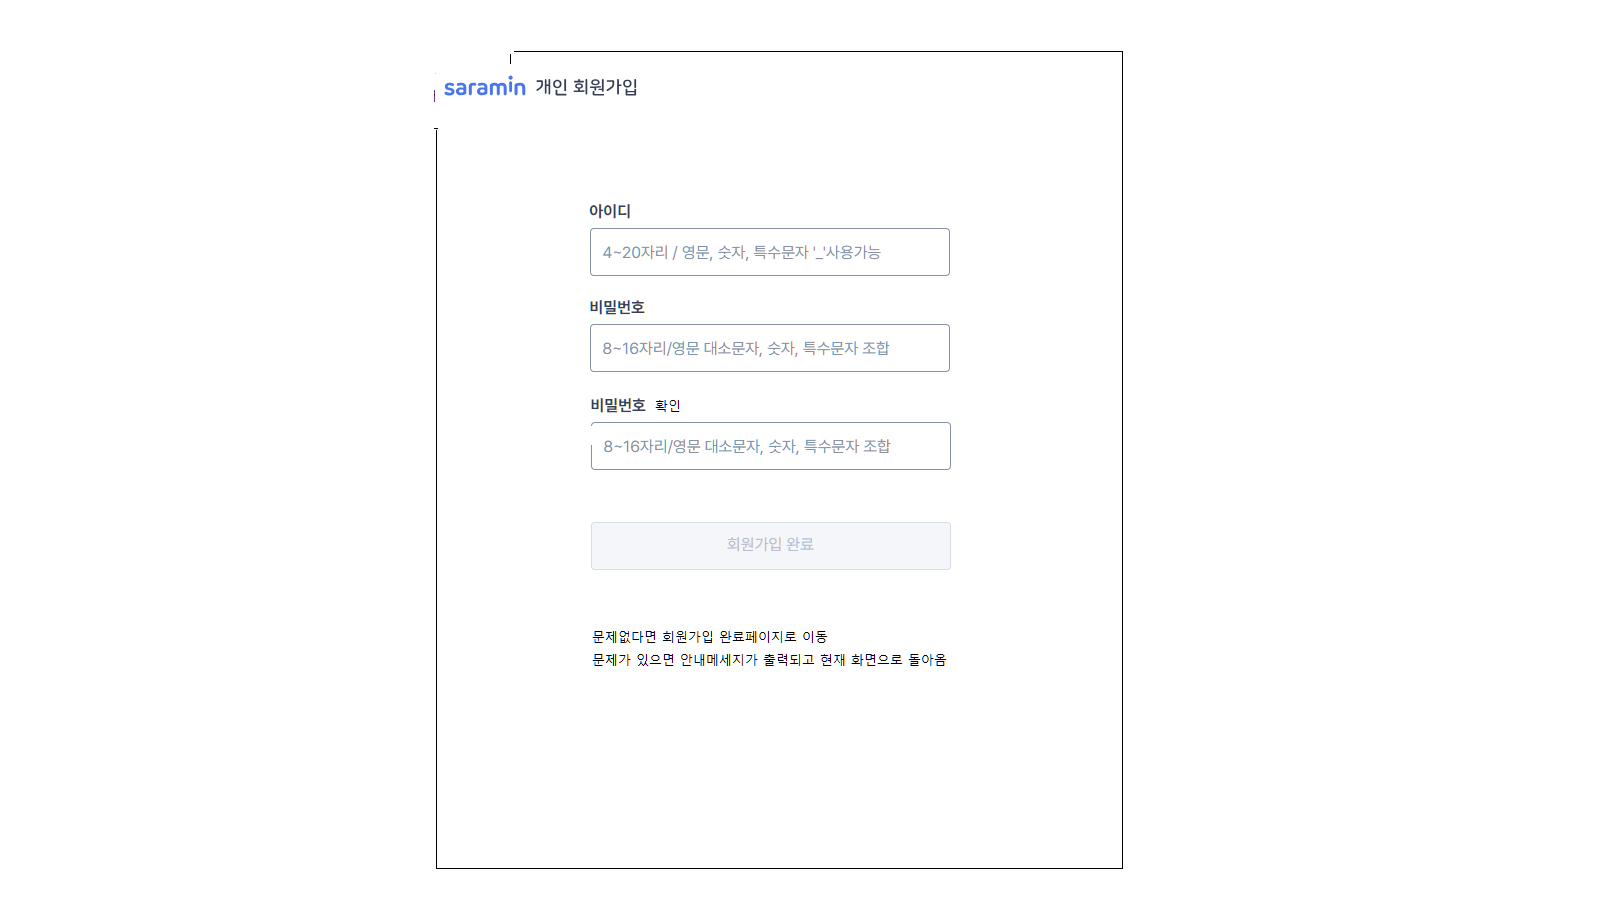 saramin 개인 회원가입
아이디
4~20자리 / 영문, 숫자, 특수문자 '_'사용가능
비밀번호
8~16자리/영문 대소문자, 숫자, 특수문자 조합
비밀번호 확인
8~16자리/영문 대소문자, 숫자, 특수문자 조합
회원가입 완료
문제없다면 회원가입 완료페이지로 이동
문제가 있으면 안내메세지가 출력되고 현재 화면으로 돌아옴